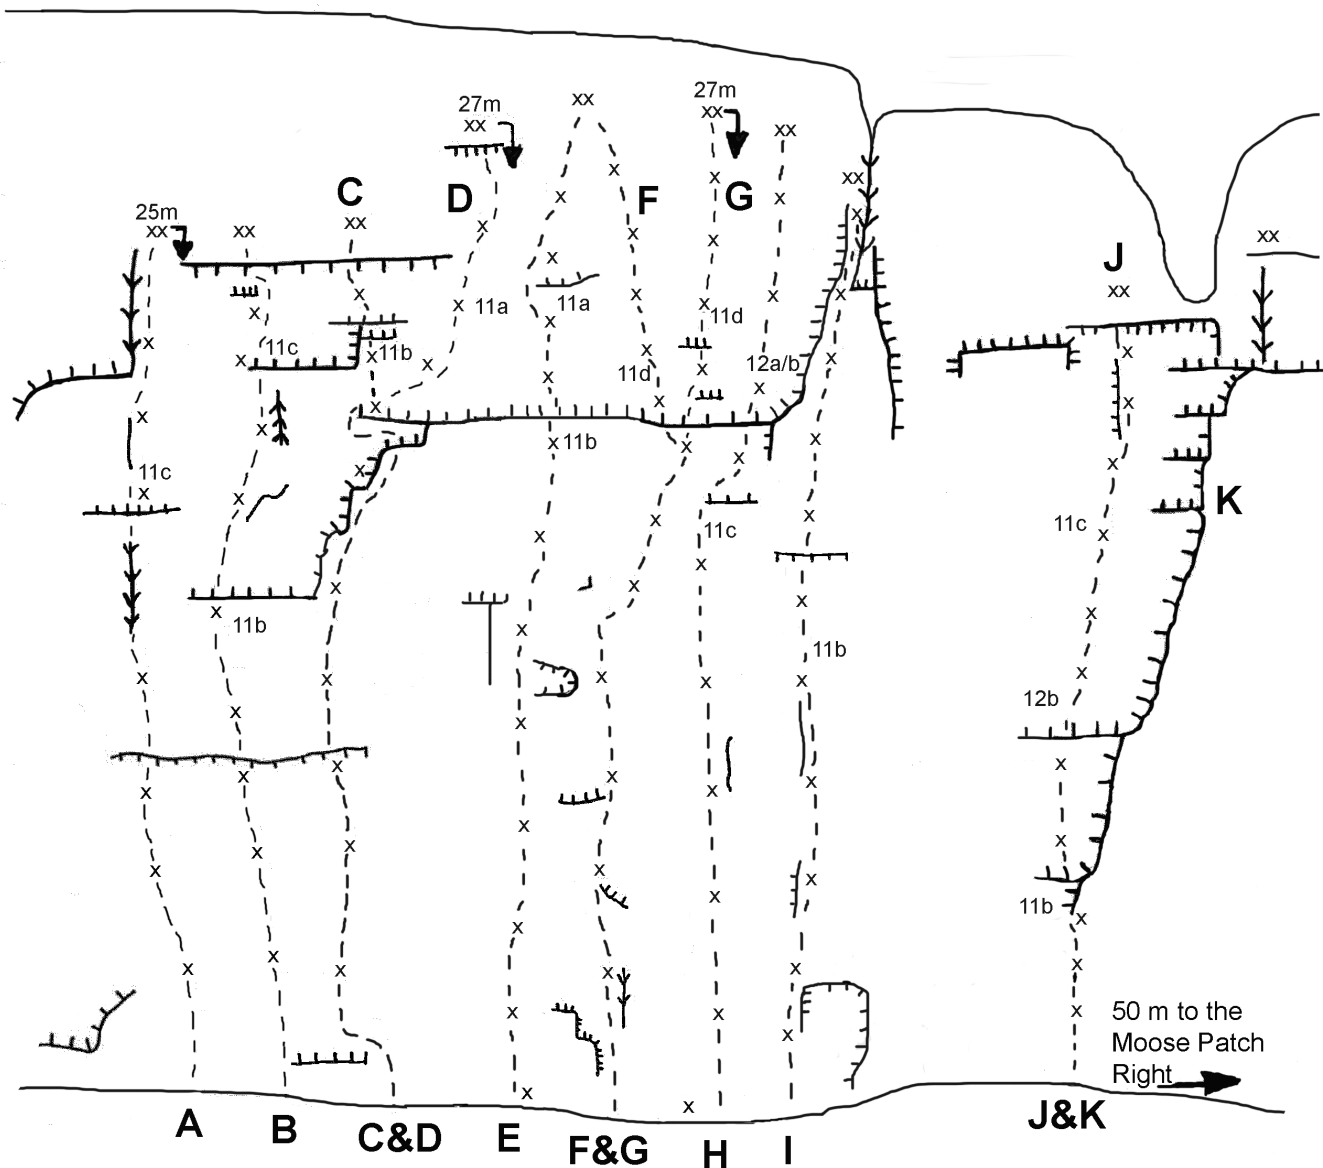 27m
27m
xx
xx
xx
xx
xx
C
D
F
G
xx
25m
xx
xx
xx
J
xx
xx
11a
11a
11d
11c
11b
11d
12a/b
11b
11c
K
11c
11c
11b
11b
12b
11b
50 m to the
Moose Patch
Right
A
B
C&D
E
F&G
H
I
J&K